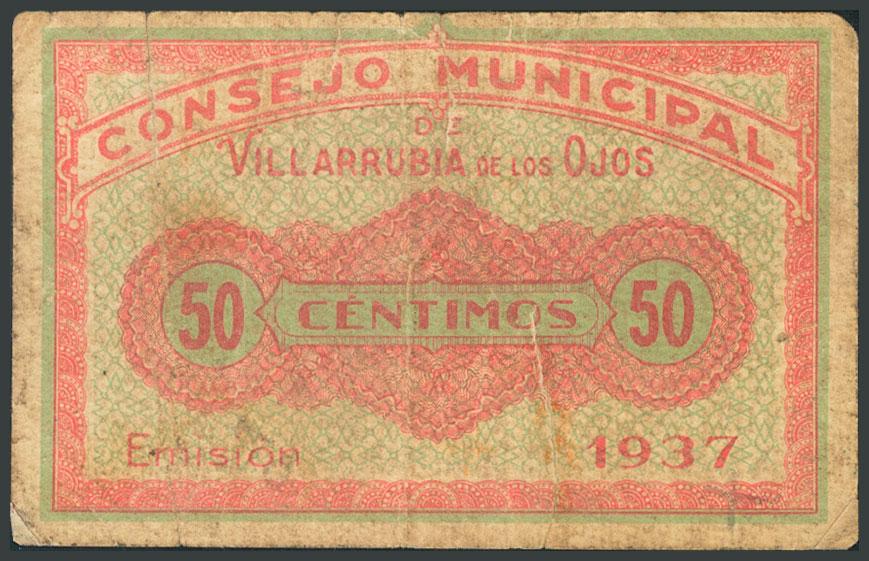 CONSEJO MUNICIPAL
DE
VILLARRUBIA DE LOS OJOS
50 CÉNTIMOS 50
Emisión 1937